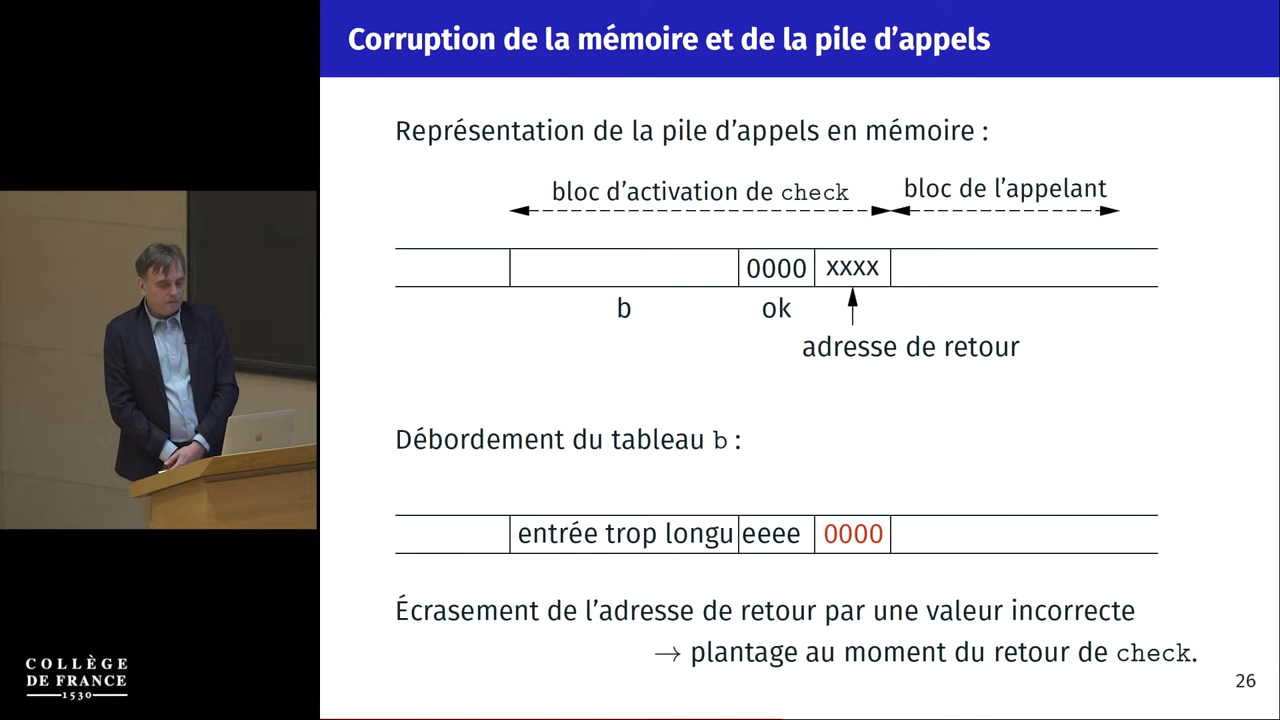 Corruption de la mémoire et de la pile d'appels
Représentation de la pile d'appels en mémoire :
bloc d'activation de check
bloc de l'appelant
0000
xxxx
b
ok
adresse de retour
Débordement du tableau b :
entrée trop longu
eeee
0000
Écrasement de l'adresse de retour par une valeur incorrecte
→ plantage au moment du retour de check.
26
COLLÈGE
DE FRANCE
1530